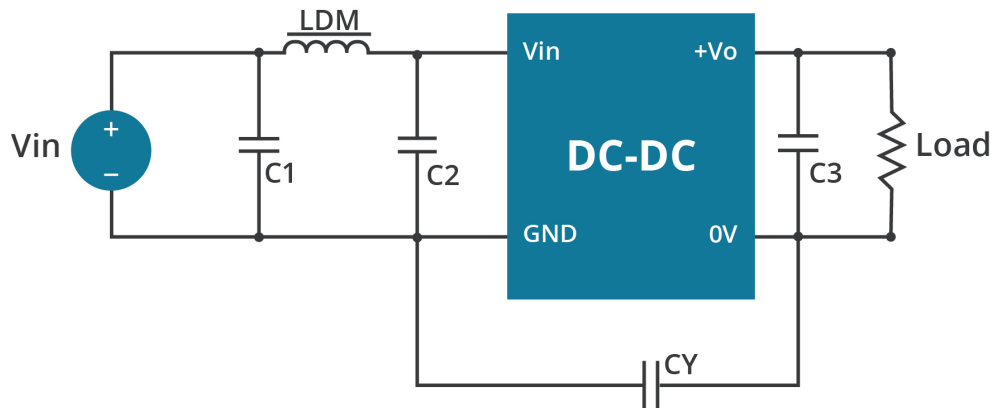 LDM
Vin
+Vo
Vin
+
−
C1
C2
DC-DC
C3
Load
GND
0V
CY